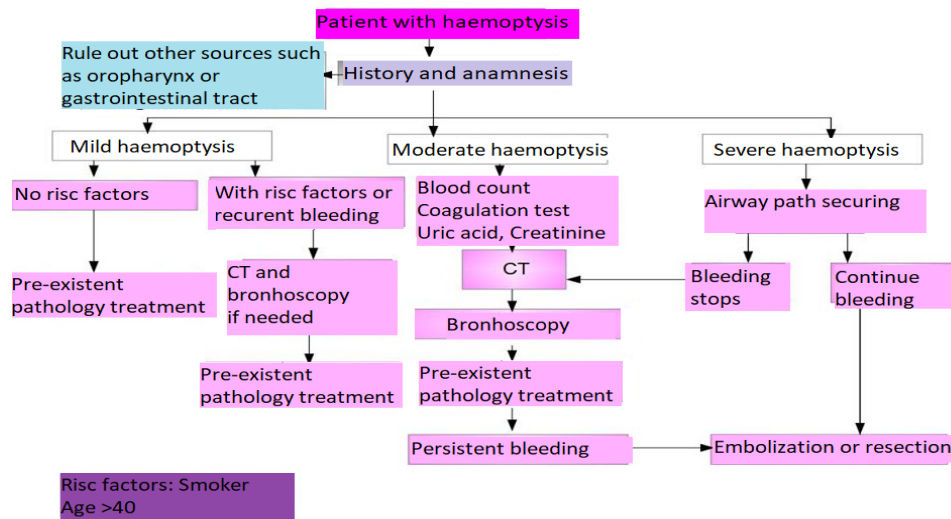 Patient with haemoptysis
Rule out other sources such
as oropharynx or
gastrointestinal tract
History and anamnesis
Mild haemoptysis
Moderate haemoptysis
Severe haemoptysis
No risc factors
With risc factors or
recurent bleeding
Blood count
Coagulation test
Uric acid, Creatinine
Airway path securing
Pre-existent
pathology treatment
CT and
bronhoscopy
if needed
CT
Bleeding
stops
Continue
bleeding
Bronhoscopy
Pre-existent
pathology treatment
Pre-existent
pathology treatment
Persistent bleeding
Embolization or resection
Risc factors: Smoker
Age >40